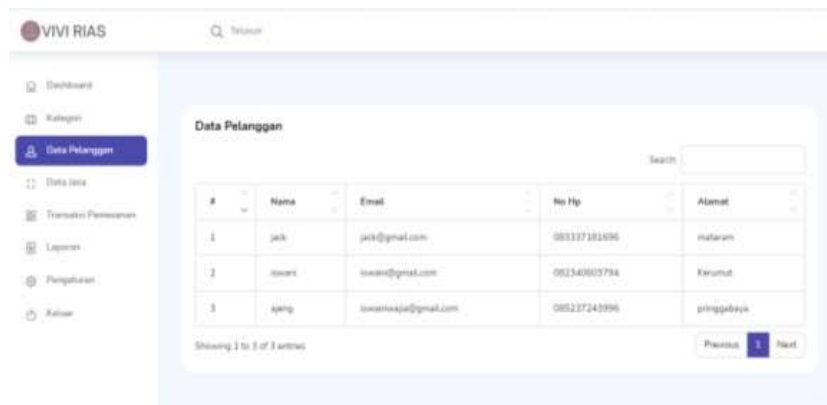 VIVI RIAS
Telusuri
Dashboard
Kategori
Data Pelanggan
Data Jasa
Transaksi Pemesanan
Laporan
Pengaturan
Keluar
Data Pelanggan
Search
# Nama Email No Hp Alamat
1 jack jack@gmail.com 083337181696 mataram
2 iswani iswani@gmail.com 082340603794 Kerumut
3 ajeng iswaniwajia@gmail.com 085237243996 pringgabaya
Showing 1 to 3 of 3 entries
Previous 1 Next